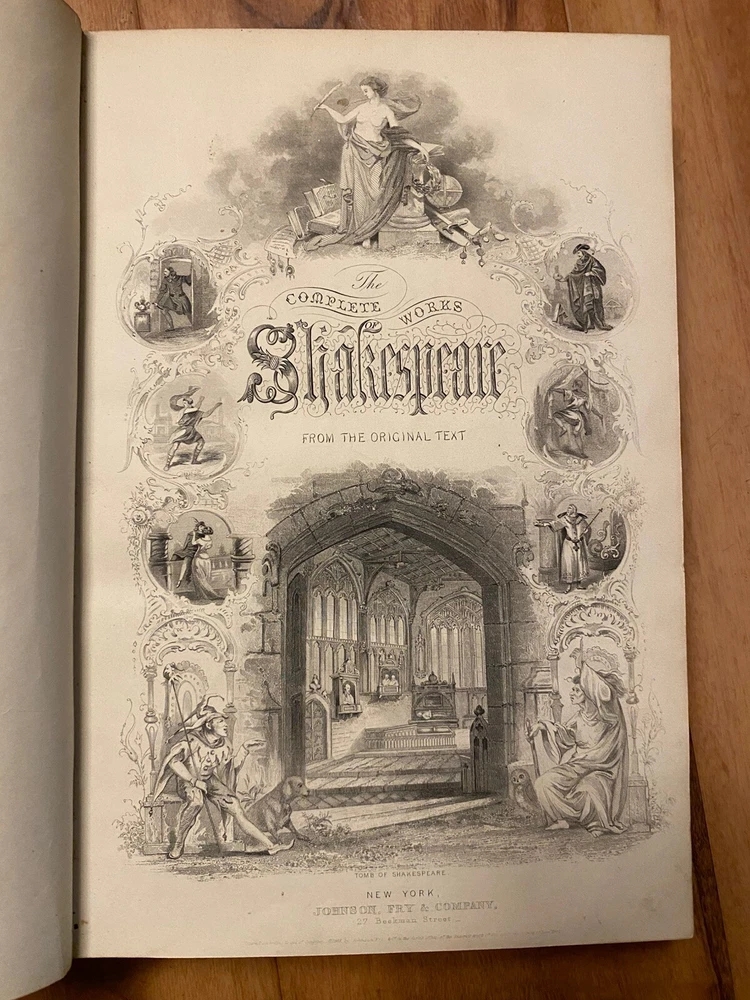 The
COMPLETE WORKS
OF
Shakespeare
FROM THE ORIGINAL TEXT
TOMB OF SHAKESPEARE
NEW YORK,
JOHNSON, FRY & COMPANY,
27 Beekman Street